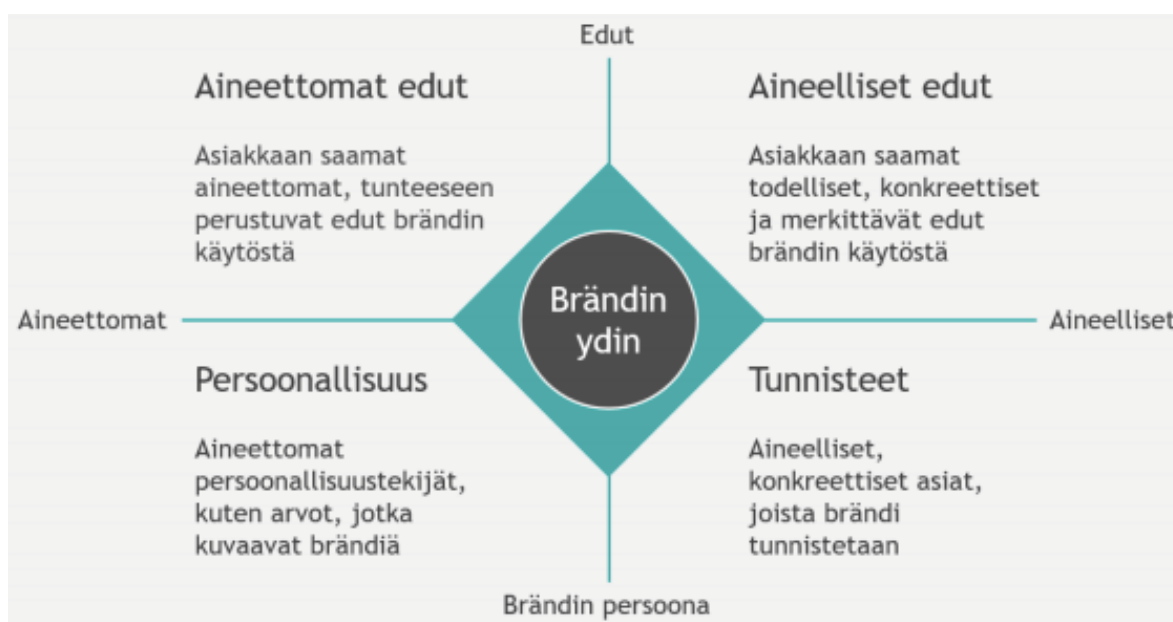 Edut
Aineettomat edut
Asiakkaan saamat
aineettomat, tunteeseen
perustuvat edut brändin
käytöstä
Aineelliset edut
Asiakkaan saamat
todelliset, konkreettiset
ja merkittävät edut
brändin käytöstä
Aineettomat
Brändin
ydin
Aineelliset
Persoonallisuus
Aineettomat
persoonallisuustekijät,
kuten arvot, jotka
kuvaavat brändiä
Tunnisteet
Aineelliset,
konkreettiset asiat,
joista brändi
tunnistetaan
Brändin persoona